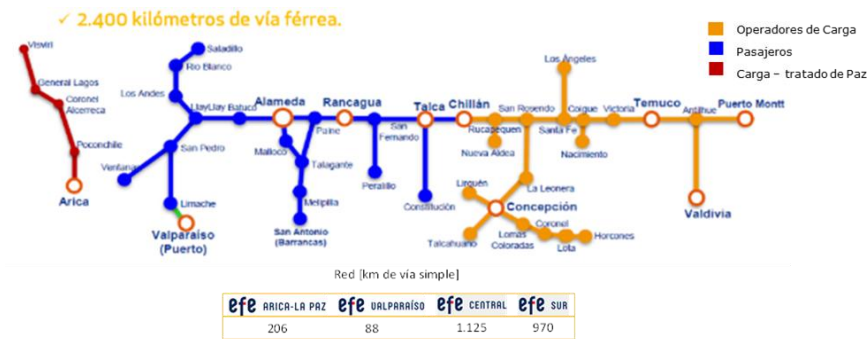 ✓ 2.400 kilómetros de vía férrea.
Operadores de Carga
Pasajeros
Carga – tratado de Paz
Visviri
General Lagos
Coronel
Alcerreca
Poconchile
Arica
Saladillo
Rio Blanco
Los Andes
LlayLlay
Batuco
San Pedro
Ventanas
Limache
Valparaíso
(Puerto)
Alameda
Malloco
Paine
Talagante
Melipilla
San Antonio
(Barrancas)
Rancagua
San
Fernando
Peralillo
Talca
Constitución
Chillán
Rucapequen
Nueva Aldea
San Rosendo
La Leonera
Lirquén
Concepción
Talcahuano
Lomas
Coloradas
Coronel
Lota
Horcones
Los Ángeles
Santa Fe
Coigue
Nacimiento
Victoria
Temuco
Antilhue
Valdivia
Puerto Montt
Red [km de vía simple]
efe ARICA-LA PAZ efe VALPARAÍSO efe CENTRAL efe SUR
206 88 1.125 970